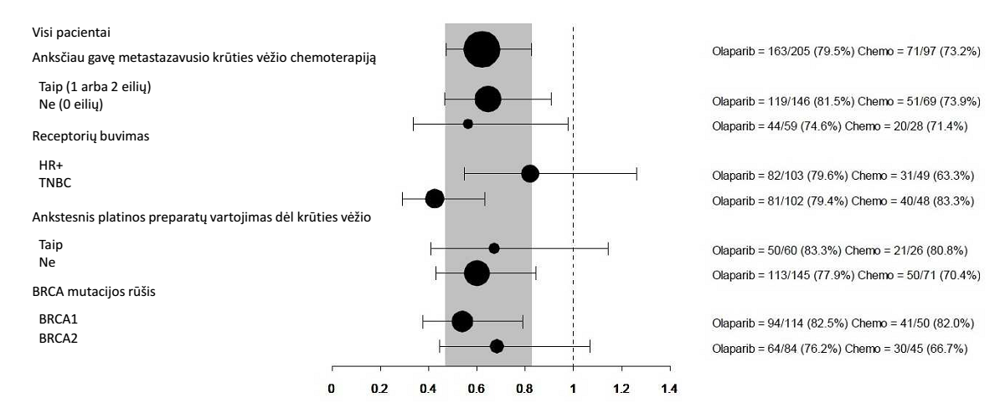 Visi pacientai
Olaparib = 163/205 (79.5%) Chemo = 71/97 (73.2%)
Anksčiau gavę metastazavusio krūties vėžio chemoterapiją
Taip (1 arba 2 eilių)
Olaparib = 119/146 (81.5%) Chemo = 51/69 (73.9%)
Ne (0 eilių)
Olaparib = 44/59 (74.6%) Chemo = 20/28 (71.4%)
Receptorių buvimas
HR+
Olaparib = 82/103 (79.6%) Chemo = 31/49 (63.3%)
TNBC
Olaparib = 81/102 (79.4%) Chemo = 40/48 (83.3%)
Ankstesnis platinos preparatų vartojimas dėl krūties vėžio
Taip
Olaparib = 50/60 (83.3%) Chemo = 21/26 (80.8%)
Ne
Olaparib = 113/145 (77.9%) Chemo = 50/71 (70.4%)
BRCA mutacijos rūšis
BRCA1
Olaparib = 94/114 (82.5%) Chemo = 41/50 (82.0%)
BRCA2
Olaparib = 64/84 (76.2%) Chemo = 30/45 (66.7%)
0 0.2 0.4 0.6 0.8 1 1.2 1.4